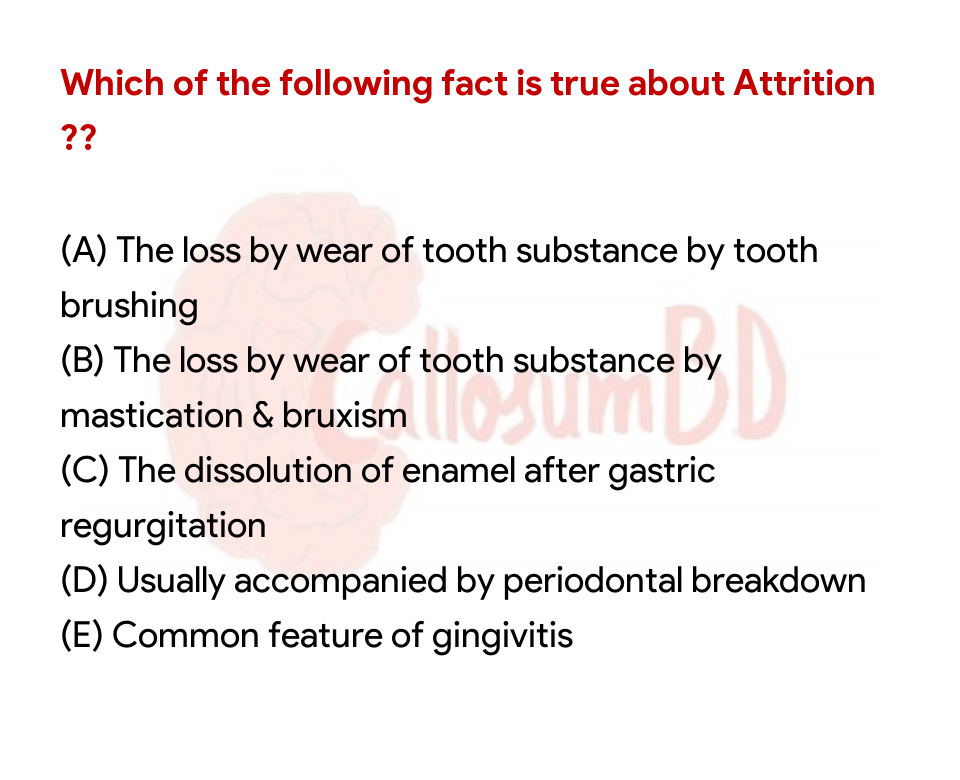 Which of the following fact is true about Attrition
??
(A) The loss by wear of tooth substance by tooth
brushing
(B) The loss by wear of tooth substance by
mastication & bruxism
(C) The dissolution of enamel after gastric
regurgitation
(D) Usually accompanied by periodontal breakdown
(E) Common feature of gingivitis
CallosumBD